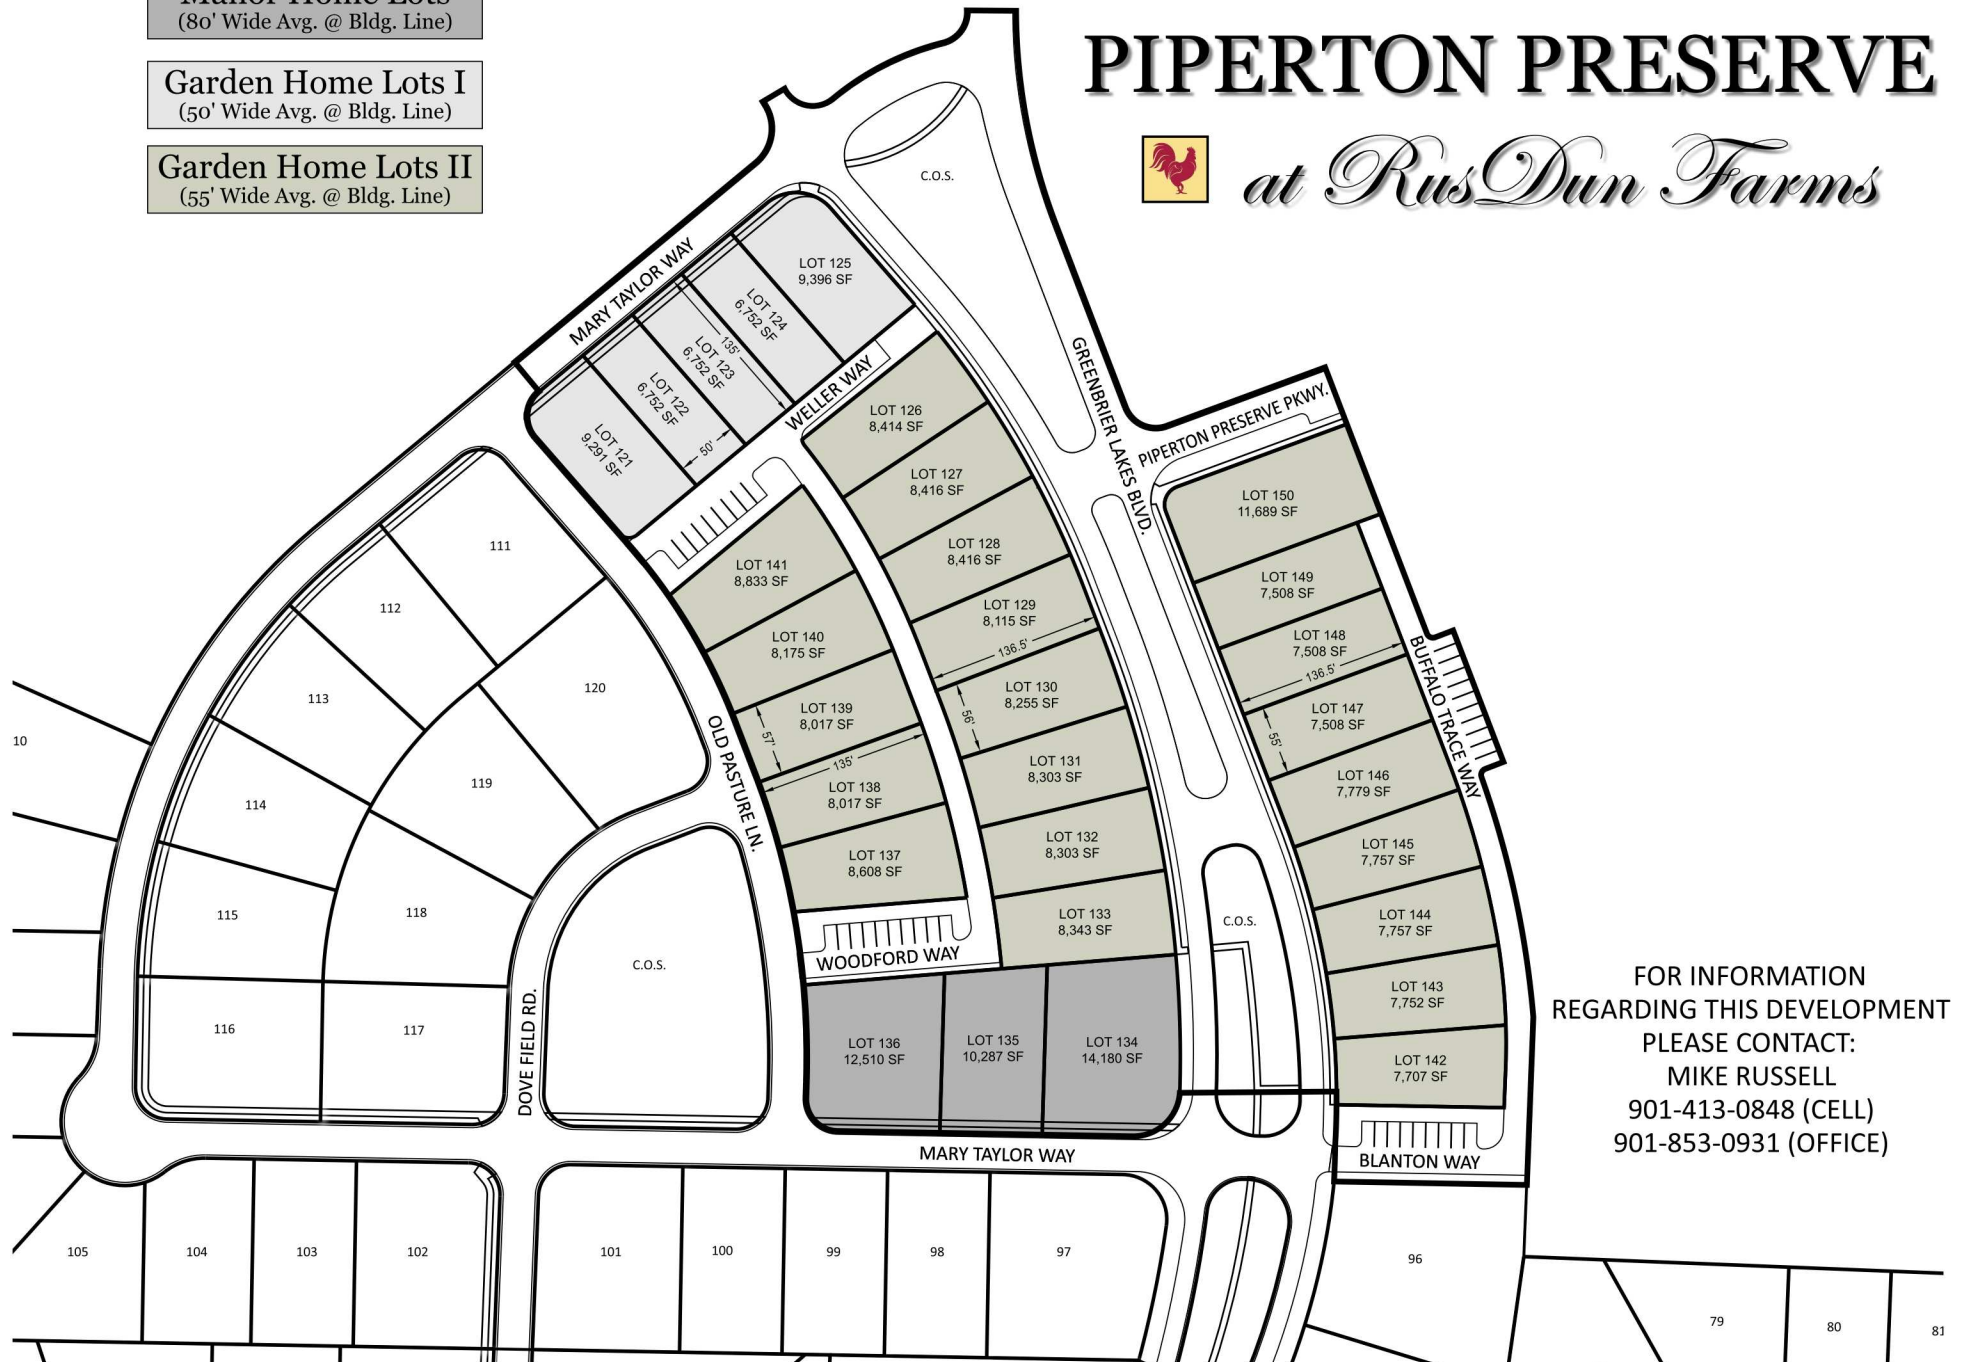 Manor Home Lots
(80' Wide Avg. @ Bldg. Line)
Garden Home Lots I
(50' Wide Avg. @ Bldg. Line)
Garden Home Lots II
(55' Wide Avg. @ Bldg. Line)
PIPERTON PRESERVE
at RusDun Farms
C.O.S.
MARY TAYLOR WAY
LOT 125
9,396 SF
LOT 124
6,752 SF
135'
LOT 123
6,752 SF
LOT 122
6,752 SF
50'
LOT 121
9,291 SF
WELLER WAY
GREENBRIER LAKES BLVD.
PIPERTON PRESERVE PKWY.
LOT 126
8,414 SF
LOT 127
8,416 SF
LOT 128
8,416 SF
LOT 129
8,115 SF
136.5'
LOT 130
8,255 SF
56'
LOT 131
8,303 SF
LOT 132
8,303 SF
LOT 133
8,343 SF
LOT 141
8,833 SF
LOT 140
8,175 SF
LOT 139
8,017 SF
57'
135'
LOT 138
8,017 SF
LOT 137
8,608 SF
WOODFORD WAY
OLD PASTURE LN.
LOT 150
11,689 SF
LOT 149
7,508 SF
LOT 148
7,508 SF
136.5'
LOT 147
7,508 SF
55'
LOT 146
7,779 SF
LOT 145
7,757 SF
LOT 144
7,757 SF
LOT 143
7,752 SF
LOT 142
7,707 SF
BUFFALO TRACE WAY
BLANTON WAY
C.O.S.
LOT 136
12,510 SF
LOT 135
10,287 SF
LOT 134
14,180 SF
MARY TAYLOR WAY
111
112
113
114
115
116
117
118
119
120
10
C.O.S.
DOVE FIELD RD.
105
104
103
102
101
100
99
98
97
96
79
80
81
FOR INFORMATION
REGARDING THIS DEVELOPMENT
PLEASE CONTACT:
MIKE RUSSELL
901-413-0848 (CELL)
901-853-0931 (OFFICE)